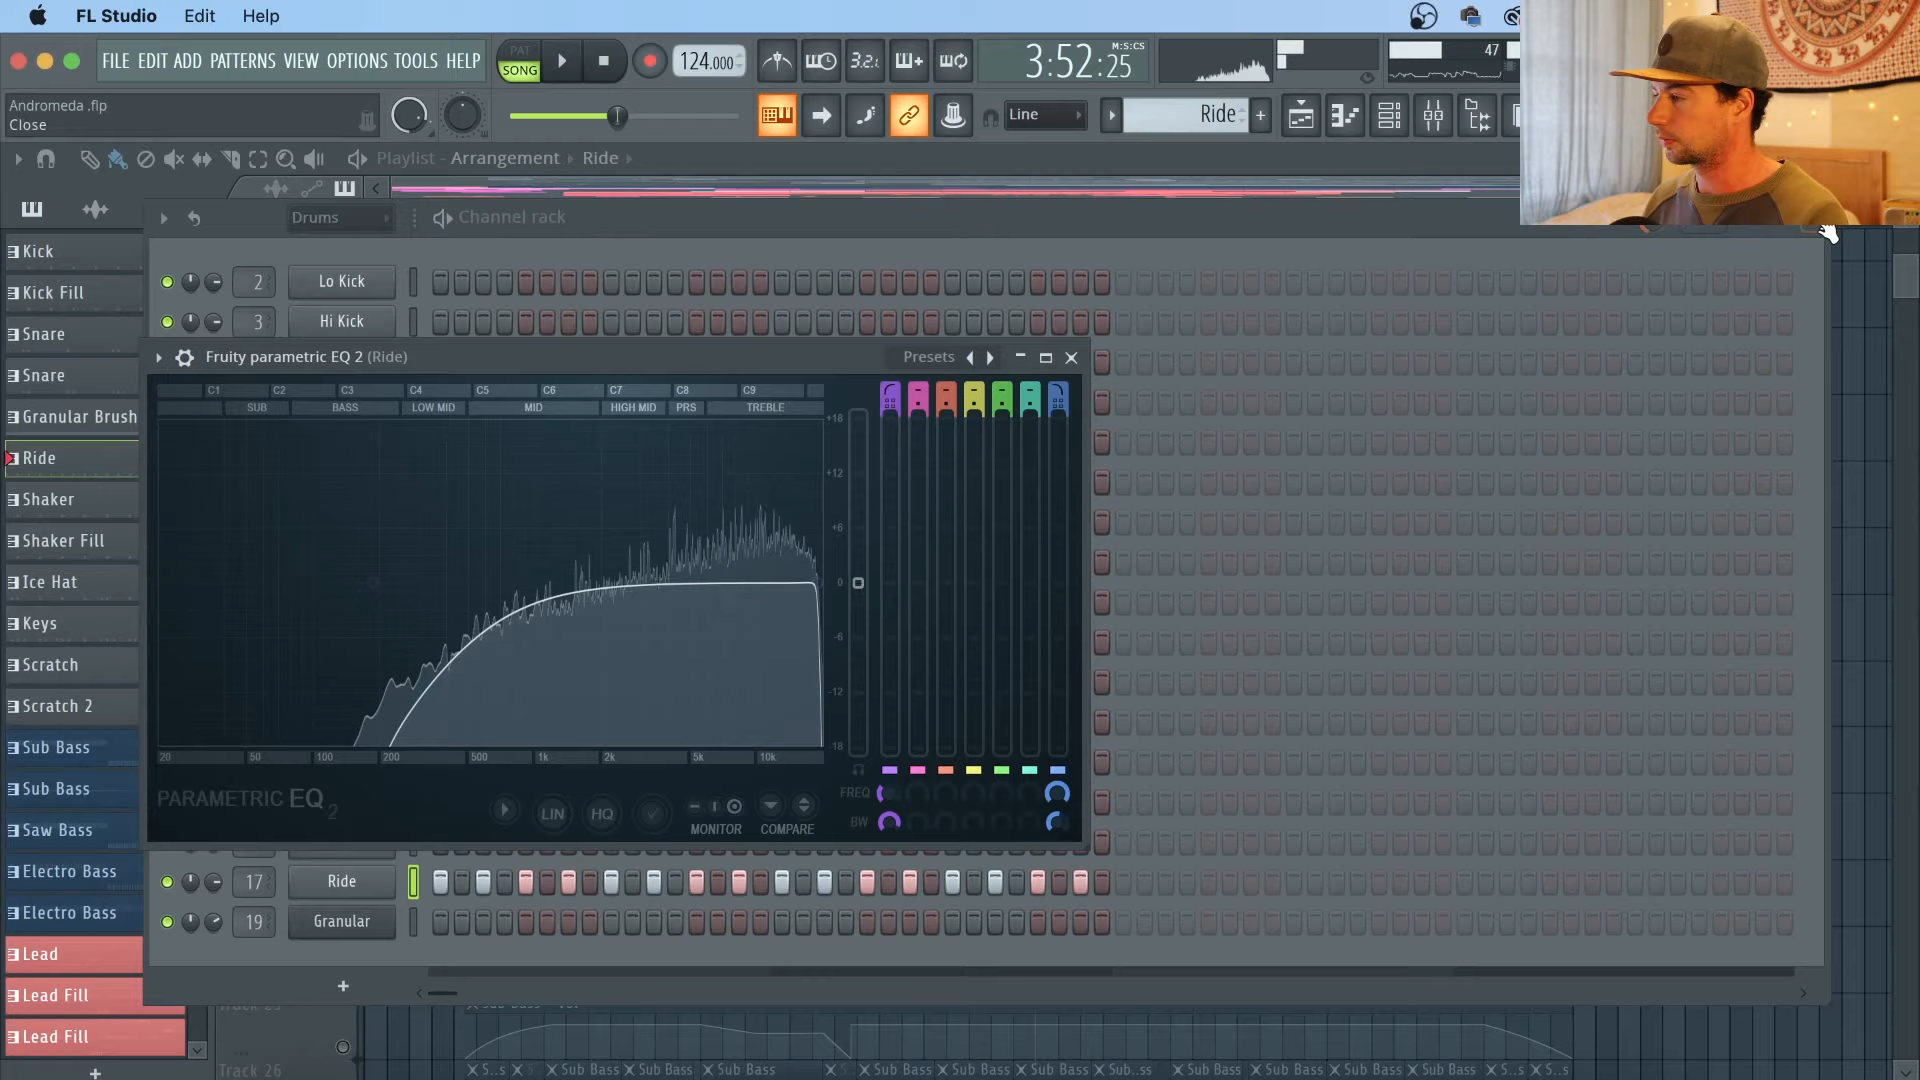 FL Studio Edit Help
FILE EDIT ADD PATTERNS VIEW OPTIONS TOOLS HELP
PAT
SONG
124.000
3:52:25
M:S:CS
47
Andromeda .flp
Close
Line
Ride
Playlist - Arrangement Ride
Drums
Channel rack
Kick
Kick Fill
Snare
Snare
Granular Brush
Ride
Shaker
Shaker Fill
Ice Hat
Keys
Scratch
Scratch 2
Sub Bass
Sub Bass
Saw Bass
Electro Bass
Electro Bass
Lead
Lead Fill
Lead Fill
2 Lo Kick
3 Hi Kick
Fruity parametric EQ 2 (Ride) Presets
C1 C2 C3 C4 C5 C6 C7 C8 C9
SUB BASS LOW MID MID HIGH MID PRS TREBLE
+18
+12
+6
0
-6
-12
-18
20 50 100 200 500 1k 2k 5k 10k
PARAMETRIC EQ 2
LIN HQ
MONITOR COMPARE
FREQ
BW
17 Ride
19 Granular
Track 26
Sub Bass Sub Bass Sub Bass Sub Bass Sub Bass Sub Bass Sub..ss Sub Bass Sub Bass Sub Bass Sub Bass S..s S..s